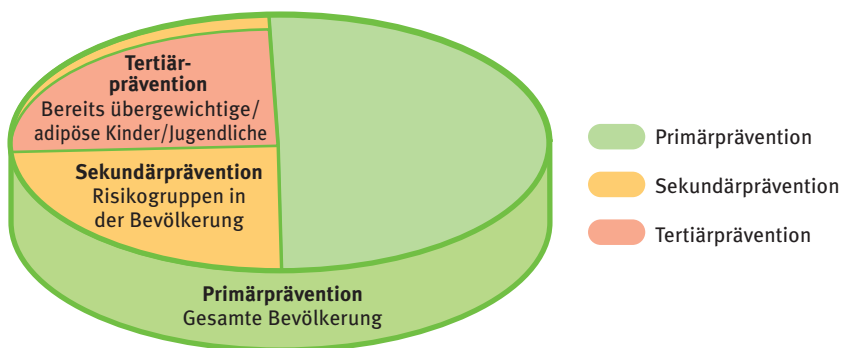 Tertiär-
prävention
Bereits übergewichtige/
adipöse Kinder/Jugendliche
Sekundärprävention
Risikogruppen in
der Bevölkerung
Primärprävention
Gesamte Bevölkerung
Primärprävention
Sekundärprävention
Tertiärprävention